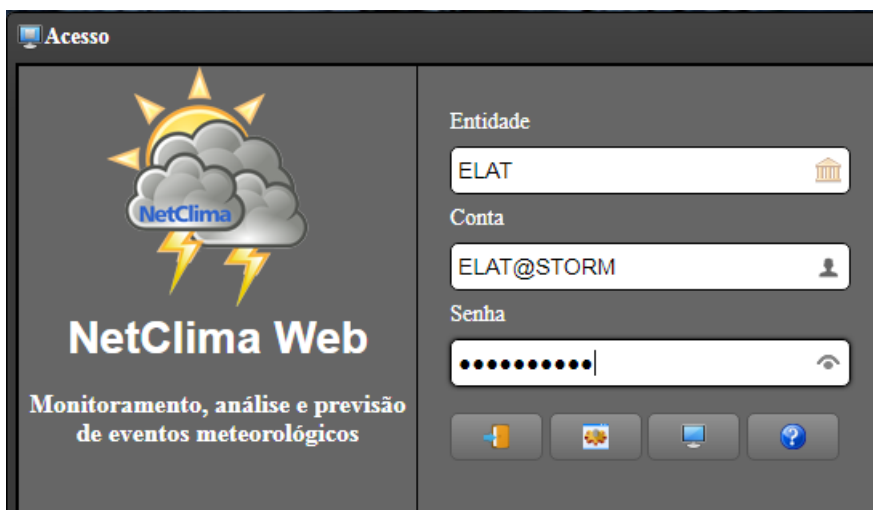 Acesso
NetClima
NetClima Web
Monitoramento, análise e previsão
de eventos meteorológicos
Entidade
ELAT
Conta
ELAT@STORM
Senha
••••••••••